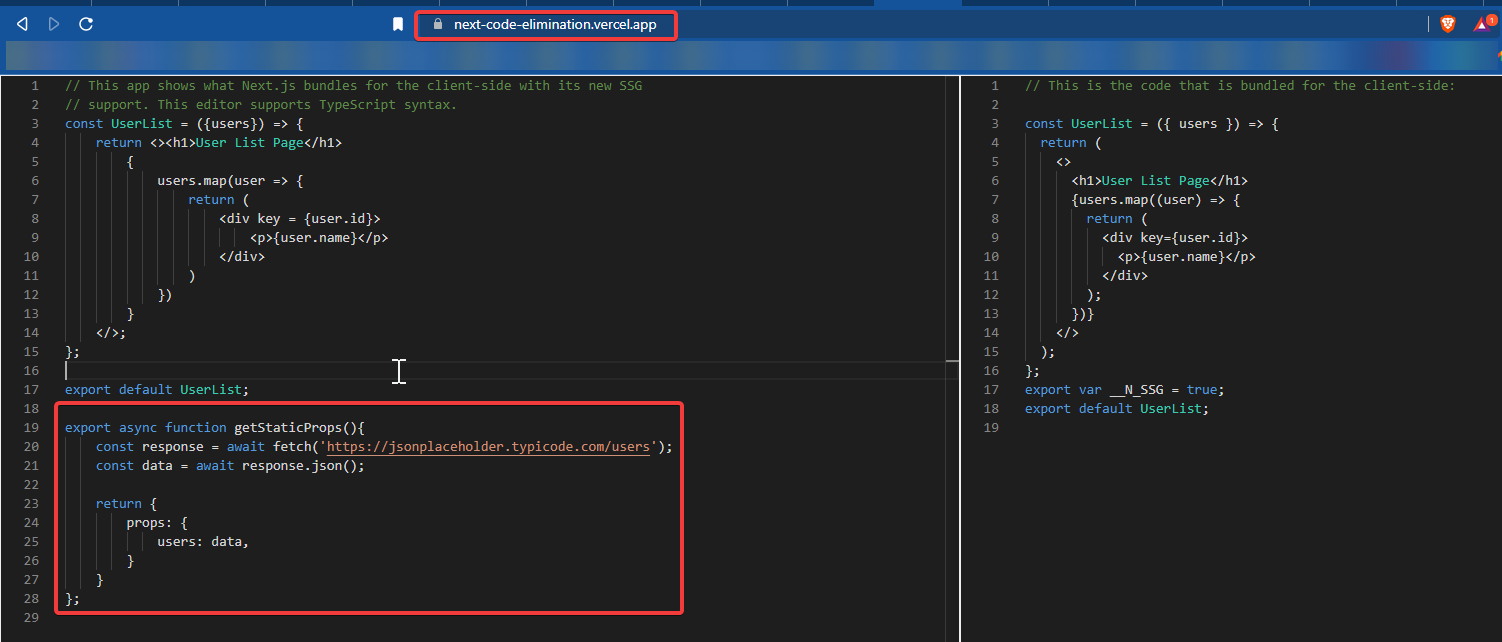 next-code-elimination.vercel.app
1
1 // This app shows what Next.js bundles for the client-side with its new SSG
2 // support. This editor supports TypeScript syntax.
3 const UserList = ({users}) => {
4     return <><h1>User List Page</h1>
5         {
6             users.map(user => {
7                 return (
8                     <div key = {user.id}>
9                         <p>{user.name}</p>
10                     </div>
11                 )
12             })
13         }
14     </>;
15 };
16
17 export default UserList;
18
19 export async function getStaticProps(){
20     const response = await fetch('https://jsonplaceholder.typicode.com/users');
21     const data = await response.json();
22
23     return {
24         props: {
25             users: data,
26         }
27     }
28 };
29
1 // This is the code that is bundled for the client-side:
2
3 const UserList = ({ users }) => {
4   return (
5     <>
6       <h1>User List Page</h1>
7       {users.map((user) => {
8         return (
9           <div key={user.id}>
10             <p>{user.name}</p>
11           </div>
12         );
13       })}
14     </>
15   );
16 };
17 export var __N_SSG = true;
18 export default UserList;
19